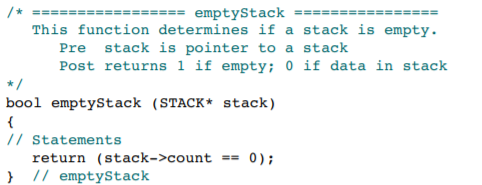 /* ================= emptyStack ================
   This function determines if a stack is empty.
      Pre  stack is pointer to a stack
      Post returns 1 if empty; 0 if data in stack
*/
bool emptyStack (STACK* stack)
{
// Statements
   return (stack->count == 0);
}  // emptyStack